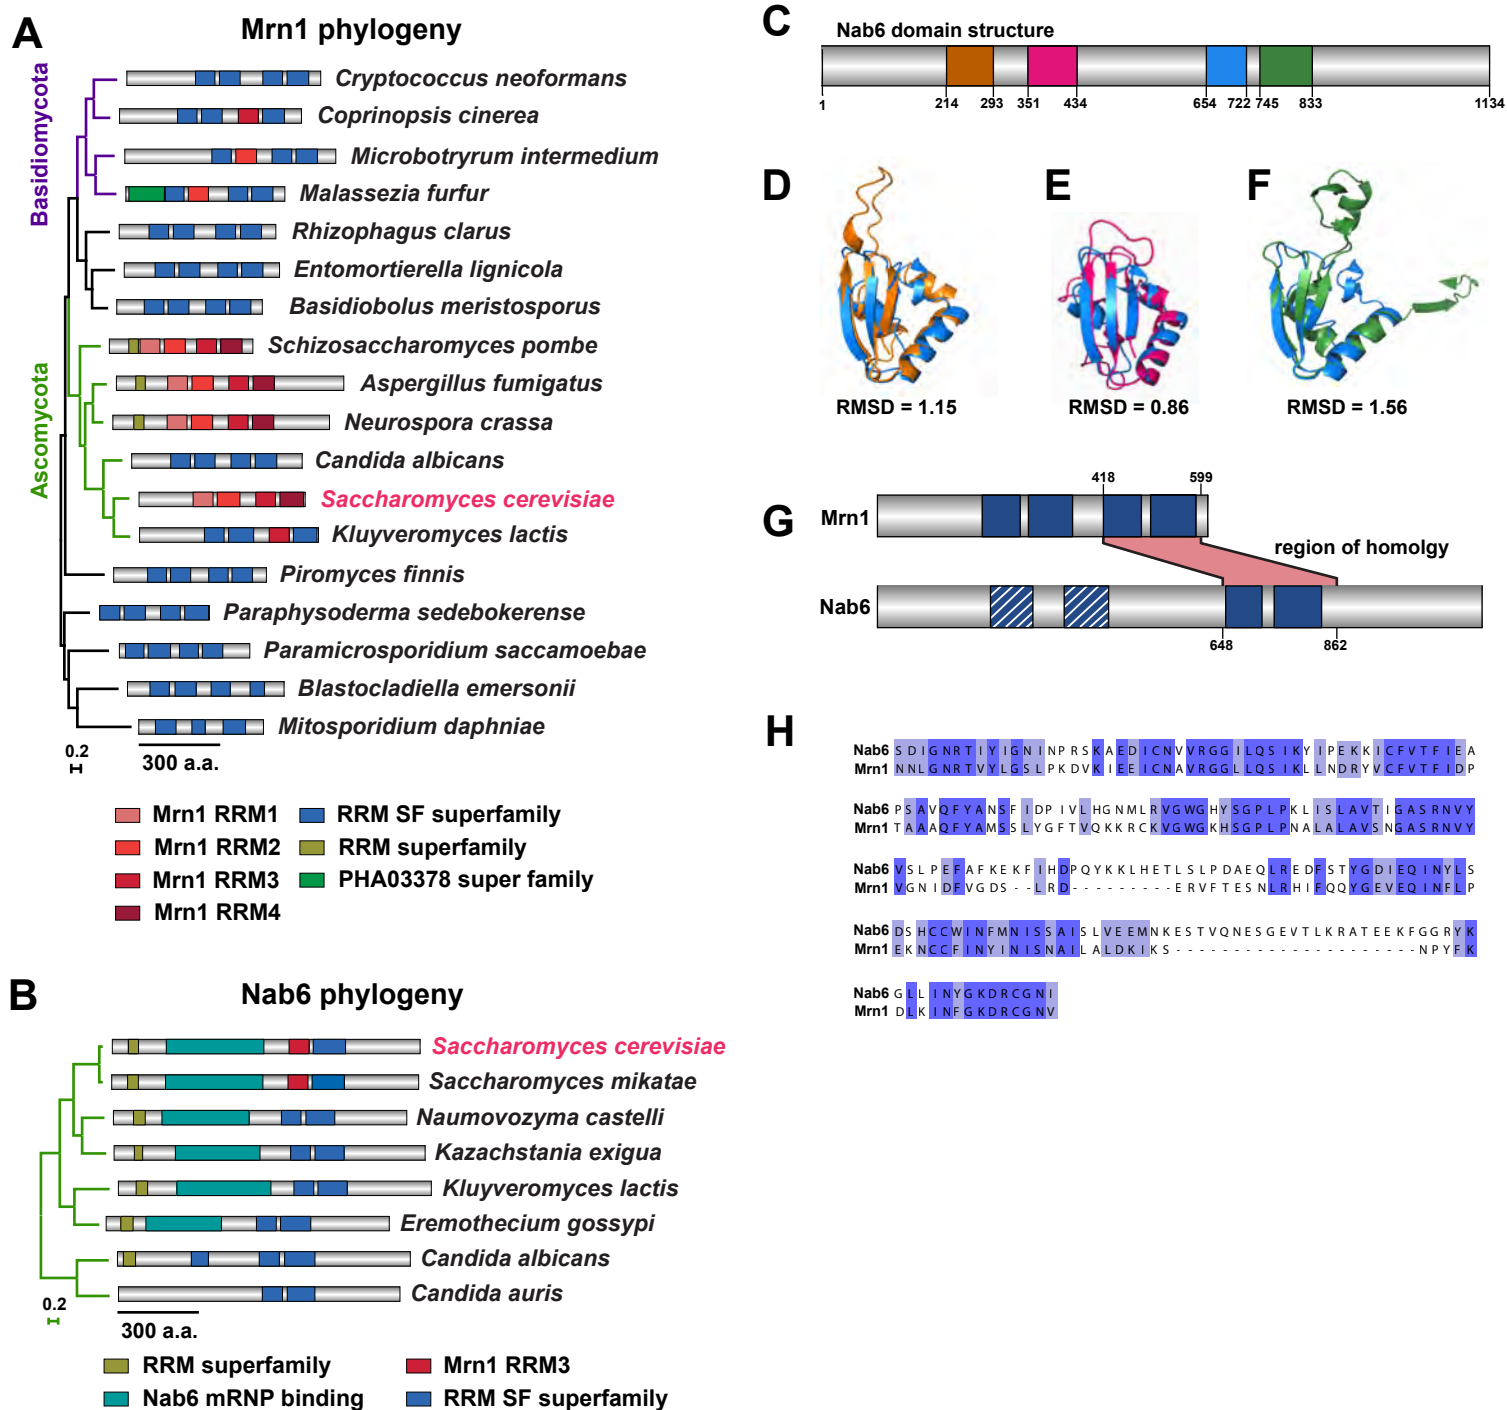 A
Mrn1 phylogeny
Basidiomycota
Ascomycota
Cryptococcus neoformans
Coprinopsis cinerea
Microbotryrum intermedium
Malassezia furfur
Rhizophagus clarus
Entomortierella lignicola
Basidiobolus meristosporus
Schizosaccharomyces pombe
Aspergillus fumigatus
Neurospora crassa
Candida albicans
Saccharomyces cerevisiae
Kluyveromyces lactis
Piromyces finnis
Paraphysoderma sedebokerense
Paramicrosporidium saccamoebae
Blastocladiella emersonii
Mitosporidium daphniae
0.2
300 a.a.
Mrn1 RRM1
Mrn1 RRM2
Mrn1 RRM3
Mrn1 RRM4
RRM SF superfamily
RRM superfamily
PHA03378 super family
B
Nab6 phylogeny
Saccharomyces cerevisiae
Saccharomyces mikatae
Naumovozyma castelli
Kazachstania exigua
Kluyveromyces lactis
Eremothecium gossypi
Candida albicans
Candida auris
0.2
300 a.a.
RRM superfamily
Nab6 mRNP binding
Mrn1 RRM3
RRM SF superfamily
C
Nab6 domain structure
1 214 293 351 434 654 722 745 833 1134
D
RMSD = 1.15
E
RMSD = 0.86
F
RMSD = 1.56
G
418 599
Mrn1
region of homolgy
Nab6
648 862
H
Nab6 SDIGNRTIYIGNINPRSKAEDICNVVRGGILQSIKYIPEKKICFVTFIEA
Mrn1 NNLGNRTVYLGSLPKDVKIEEICNAVRGGLLQSIKLLNDRYVCFVTFIDP
Nab6 PSAVQFYANSFIDPIVLHGNMLRVGWGHYSGPLPKLISLAVTIGASRNVY
Mrn1 TAAAQFYAMSSLYGFTVQKKRCKVGWGKHSGPLPNALALAVSNGASRNVY
Nab6 VSLPEFAFKEKFIHDPQYKKLHETLSLPDAEQLREDFSTYGDIEQINYLS
Mrn1 VGNIDFVGDS--LRD---------ERVFTESNLRHIFQQYGEVEQINFLP
Nab6 DSHCCWINFMNISSAISLVEEMNKESTVQNESGEVTLKRATEEKFGGRYK
Mrn1 EKNCCFINYINISNAILALDKIKS---------------------NPYFK
Nab6 GLLINYGKDRCGNI
Mrn1 DLKINFGKDRCGNV